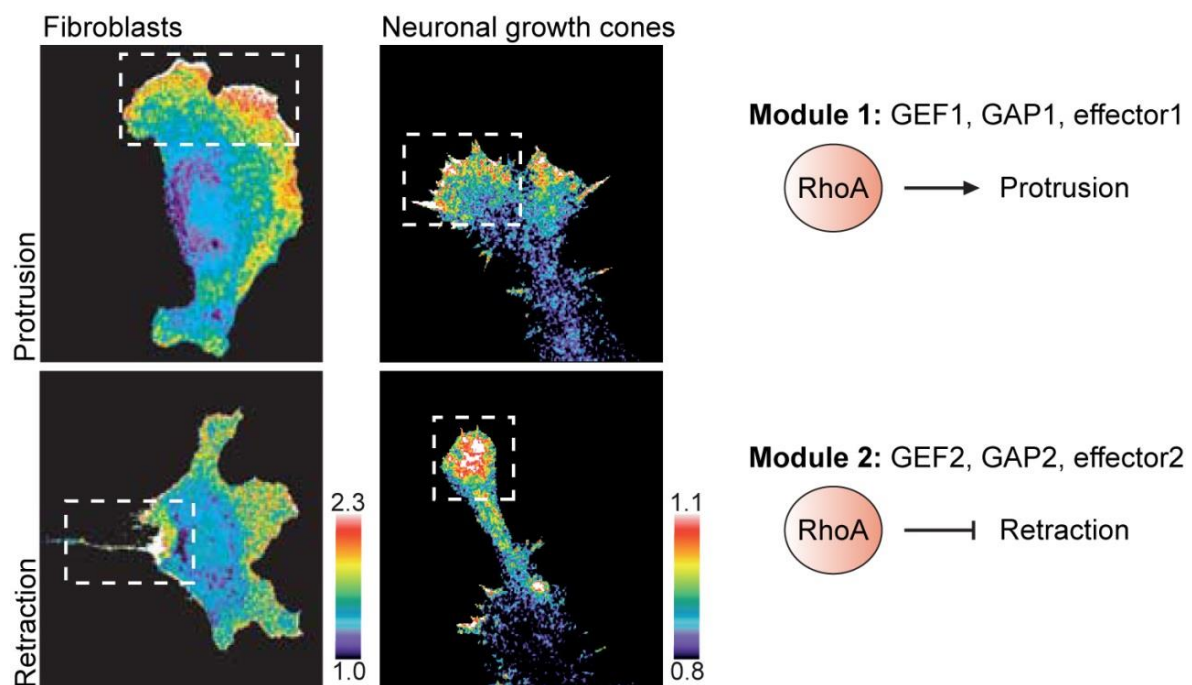 Fibroblasts
Neuronal growth cones
Protrusion
Module 1: GEF1, GAP1, effector1
RhoA
Protrusion
Retraction
2.3
1.0
1.1
0.8
Module 2: GEF2, GAP2, effector2
RhoA
Retraction